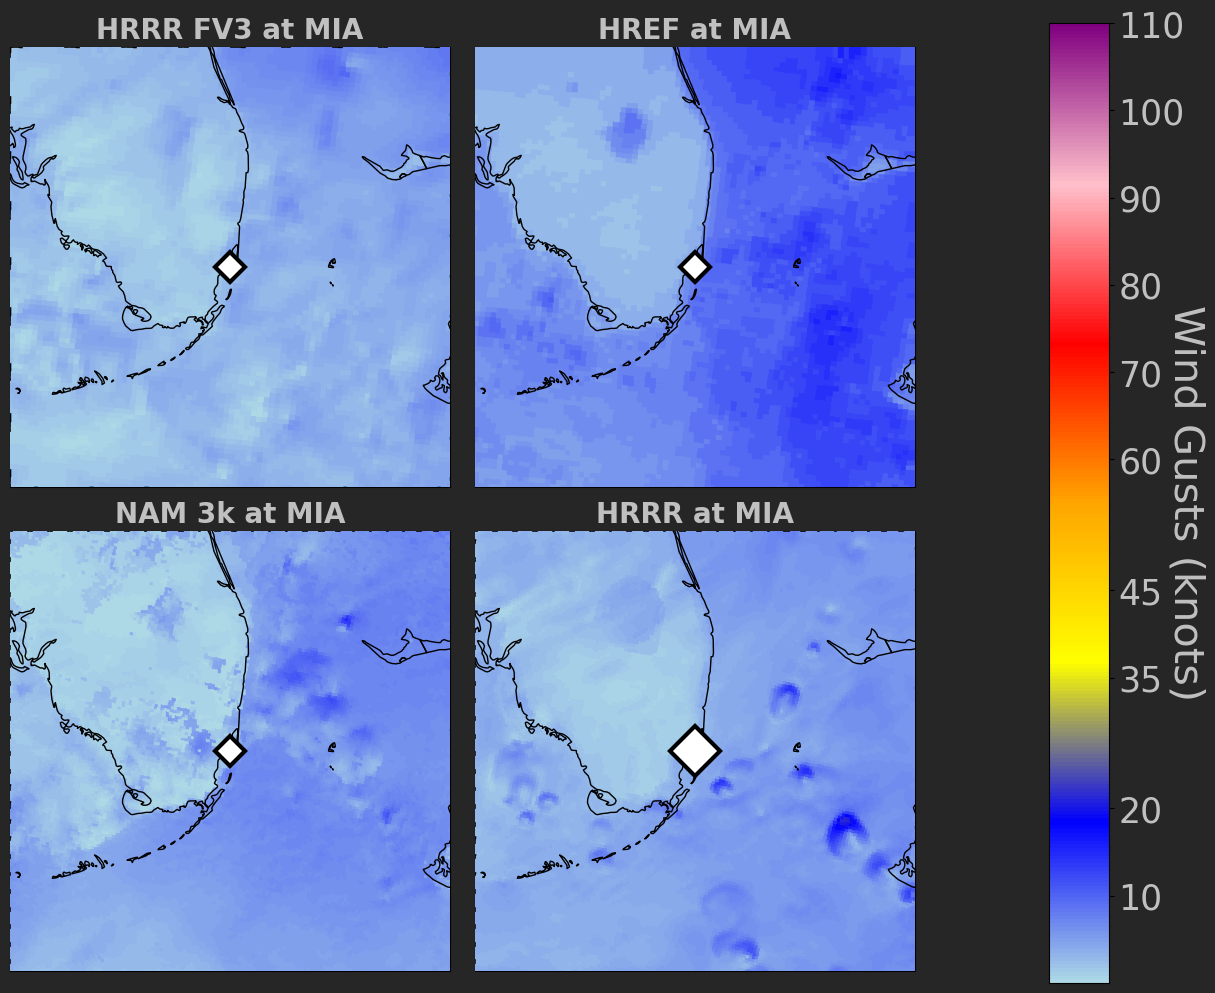 HRRR FV3 at MIA
HREF at MIA
NAM 3k at MIA
HRRR at MIA
110
100
90
80
70
60
45
35
20
10
Wind Gusts (knots)